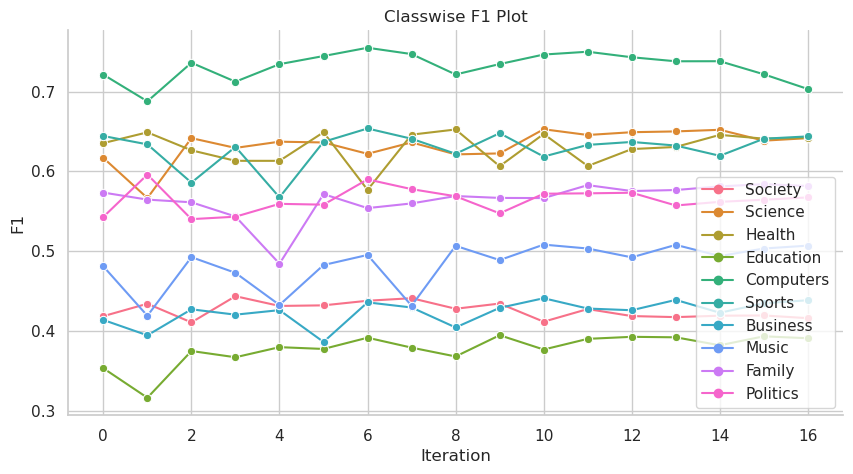 Classwise F1 Plot
F1
0.7
0.6
0.5
0.4
0.3
0 2 4 6 8 10 12 14 16
Iteration
Society
Science
Health
Education
Computers
Sports
Business
Music
Family
Politics